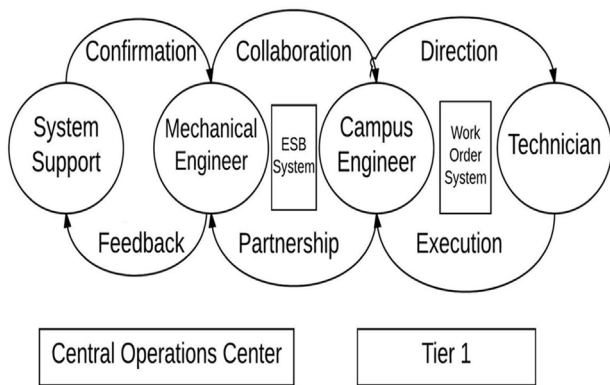 Confirmation
Collaboration
Direction
System
Support
Mechanical
Engineer
ESB
System
Campus
Engineer
Work
Order
System
Technician
Feedback
Partnership
Execution
Central Operations Center
Tier 1